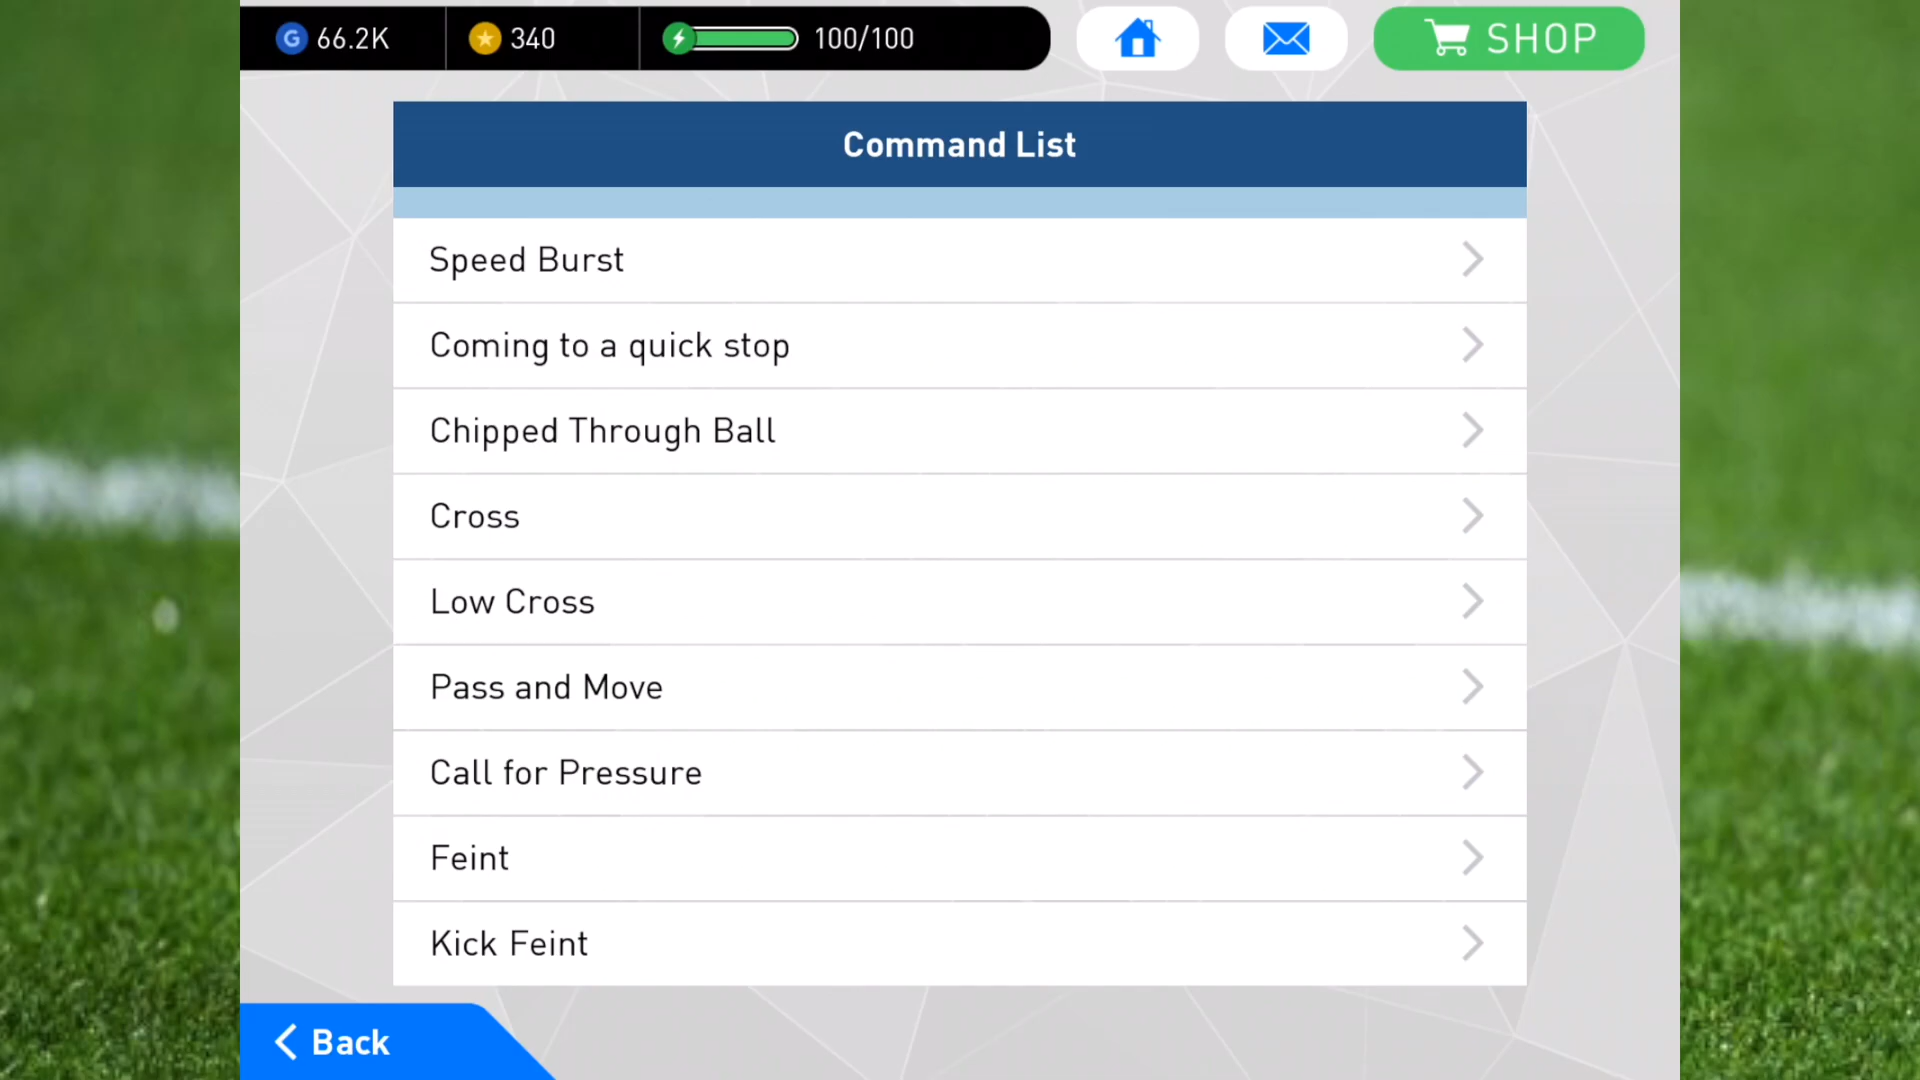 G 66.2K 340 100/100 SHOP
Command List
Speed Burst
Coming to a quick stop
Chipped Through Ball
Cross
Low Cross
Pass and Move
Call for Pressure
Feint
Kick Feint
Back